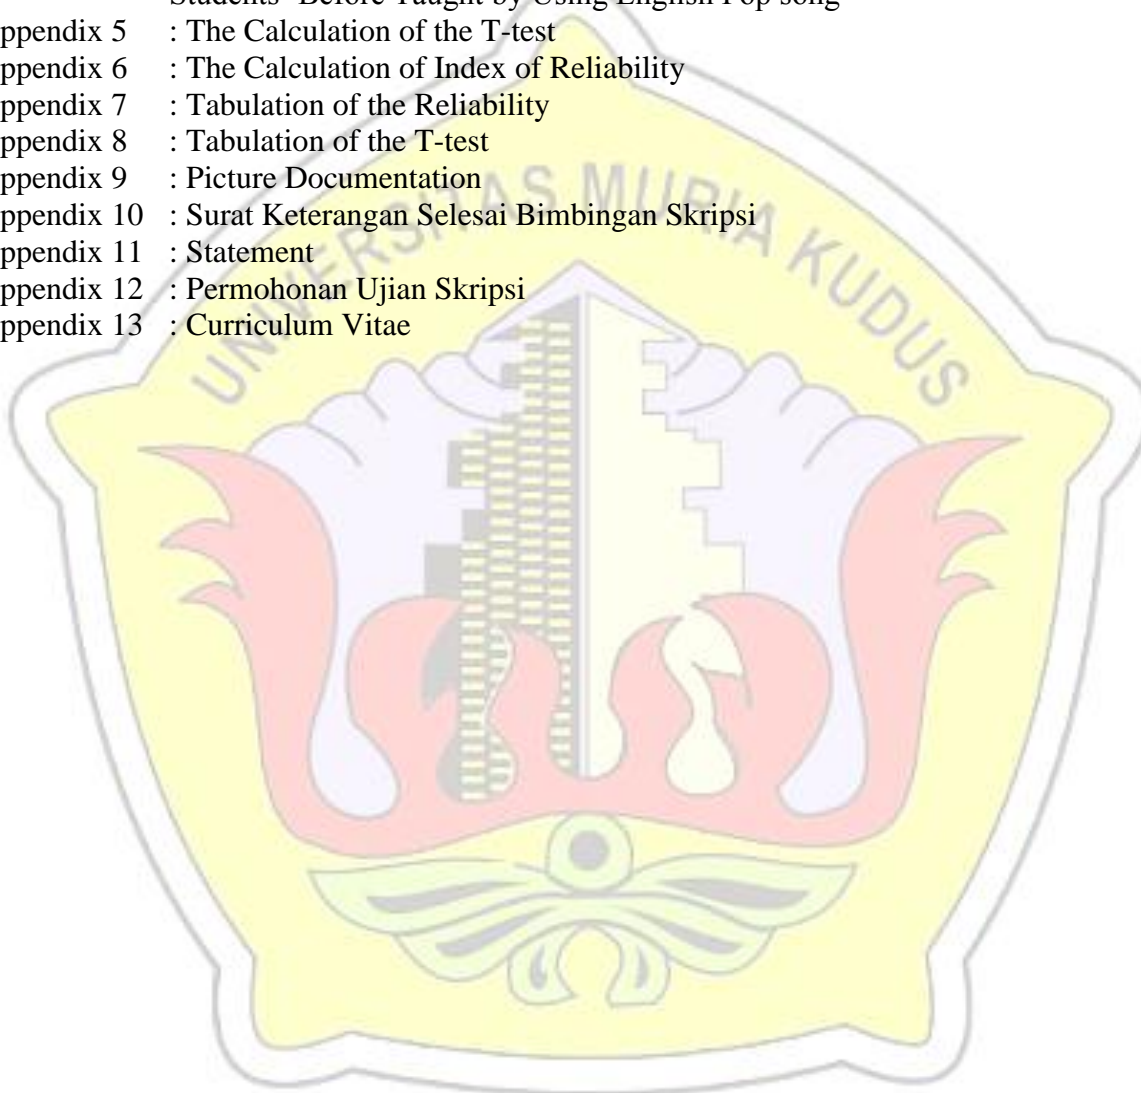 Students' Before Taught by Using English Pop song
ppendix 5 : The Calculation of the T-test
ppendix 6 : The Calculation of Index of Reliability
ppendix 7 : Tabulation of the Reliability
ppendix 8 : Tabulation of the T-test
ppendix 9 : Picture Documentation
ppendix 10 : Surat Keterangan Selesai Bimbingan Skripsi
ppendix 11 : Statement
ppendix 12 : Permohonan Ujian Skripsi
ppendix 13 : Curriculum Vitae
UNIVERSITAS MURIA KUDUS